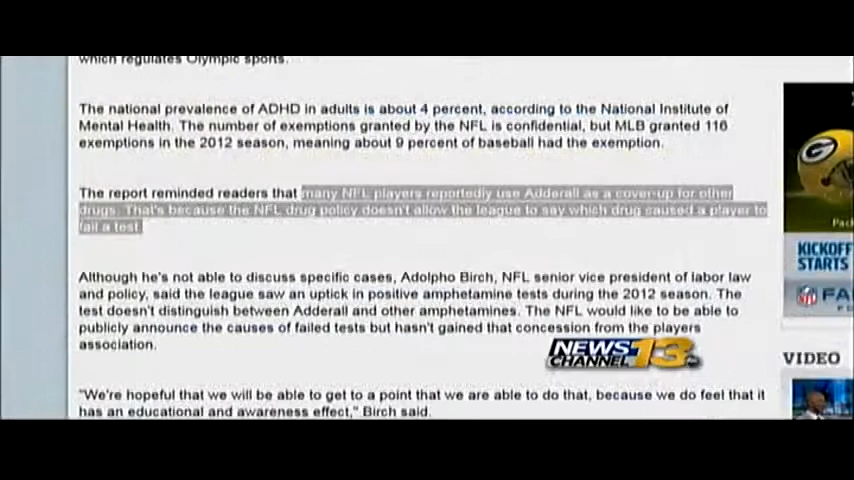 which regulates Olympic sports.
The national prevalence of ADHD in adults is about 4 percent, according to the National Institute of
Mental Health. The number of exemptions granted by the NFL is confidential, but MLB granted 116
exemptions in the 2012 season, meaning about 9 percent of baseball had the exemption.
The report reminded readers that many NFL players reportedly use Adderall as a cover-up for other
drugs. That's because the NFL drug policy doesn't allow the league to say which drug caused a player to
fail a test.
Although he's not able to discuss specific cases, Adolpho Birch, NFL senior vice president of labor law
and policy, said the league saw an uptick in positive amphetamine tests during the 2012 season. The
test doesn't distinguish between Adderall and other amphetamines. The NFL would like to be able to
publicly announce the causes of failed tests but hasn't gained that concession from the players
association.
"We're hopeful that we will be able to get to a point that we are able to do that, because we do feel that it
has an educational and awareness effect," Birch said.
NEWS
CHANNEL 13
G
KICKOFF
STARTS
NFL
VIDEO